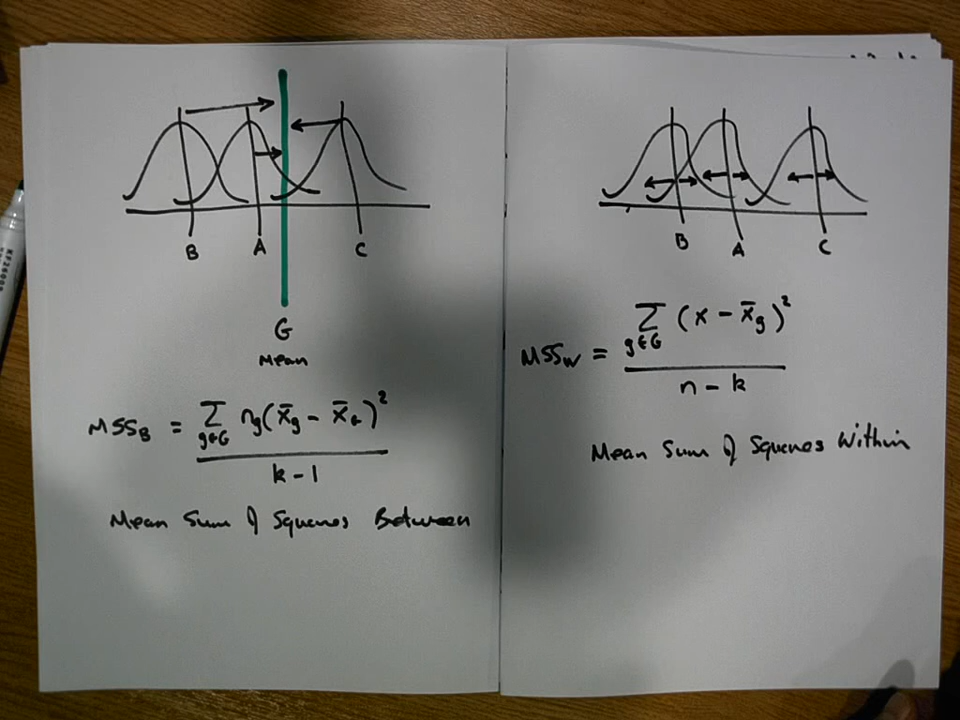 B A C
G
Mean
MSS_B = Σ_{g∈G} n_g(x̄_g - x̄_G)²
k - 1
Mean Sum of Squares Between
B A C
MSS_W = Σ_{g∈G} (x - x̄_g)²
n - k
Mean Sum of Squares Within